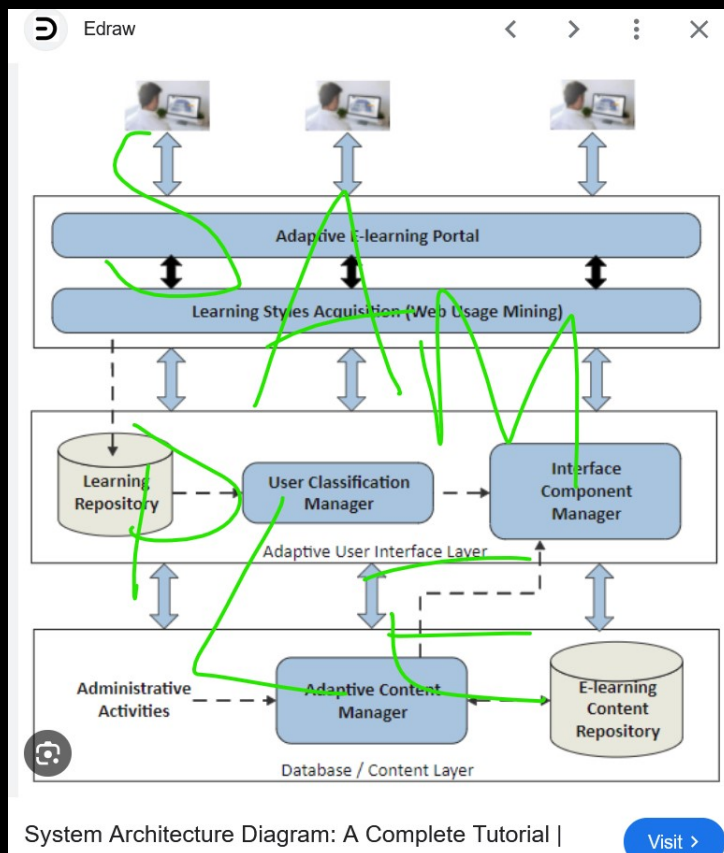 Edraw
Adaptive E-learning Portal
Learning Styles Acquisition (Web Usage Mining)
Learning
Repository
User Classification
Manager
Interface
Component
Manager
Adaptive User Interface Layer
Administrative
Activities
Adaptive Content
Manager
E-learning
Content
Repository
Database / Content Layer
SAM
PLE
System Architecture Diagram: A Complete Tutorial |
Visit >